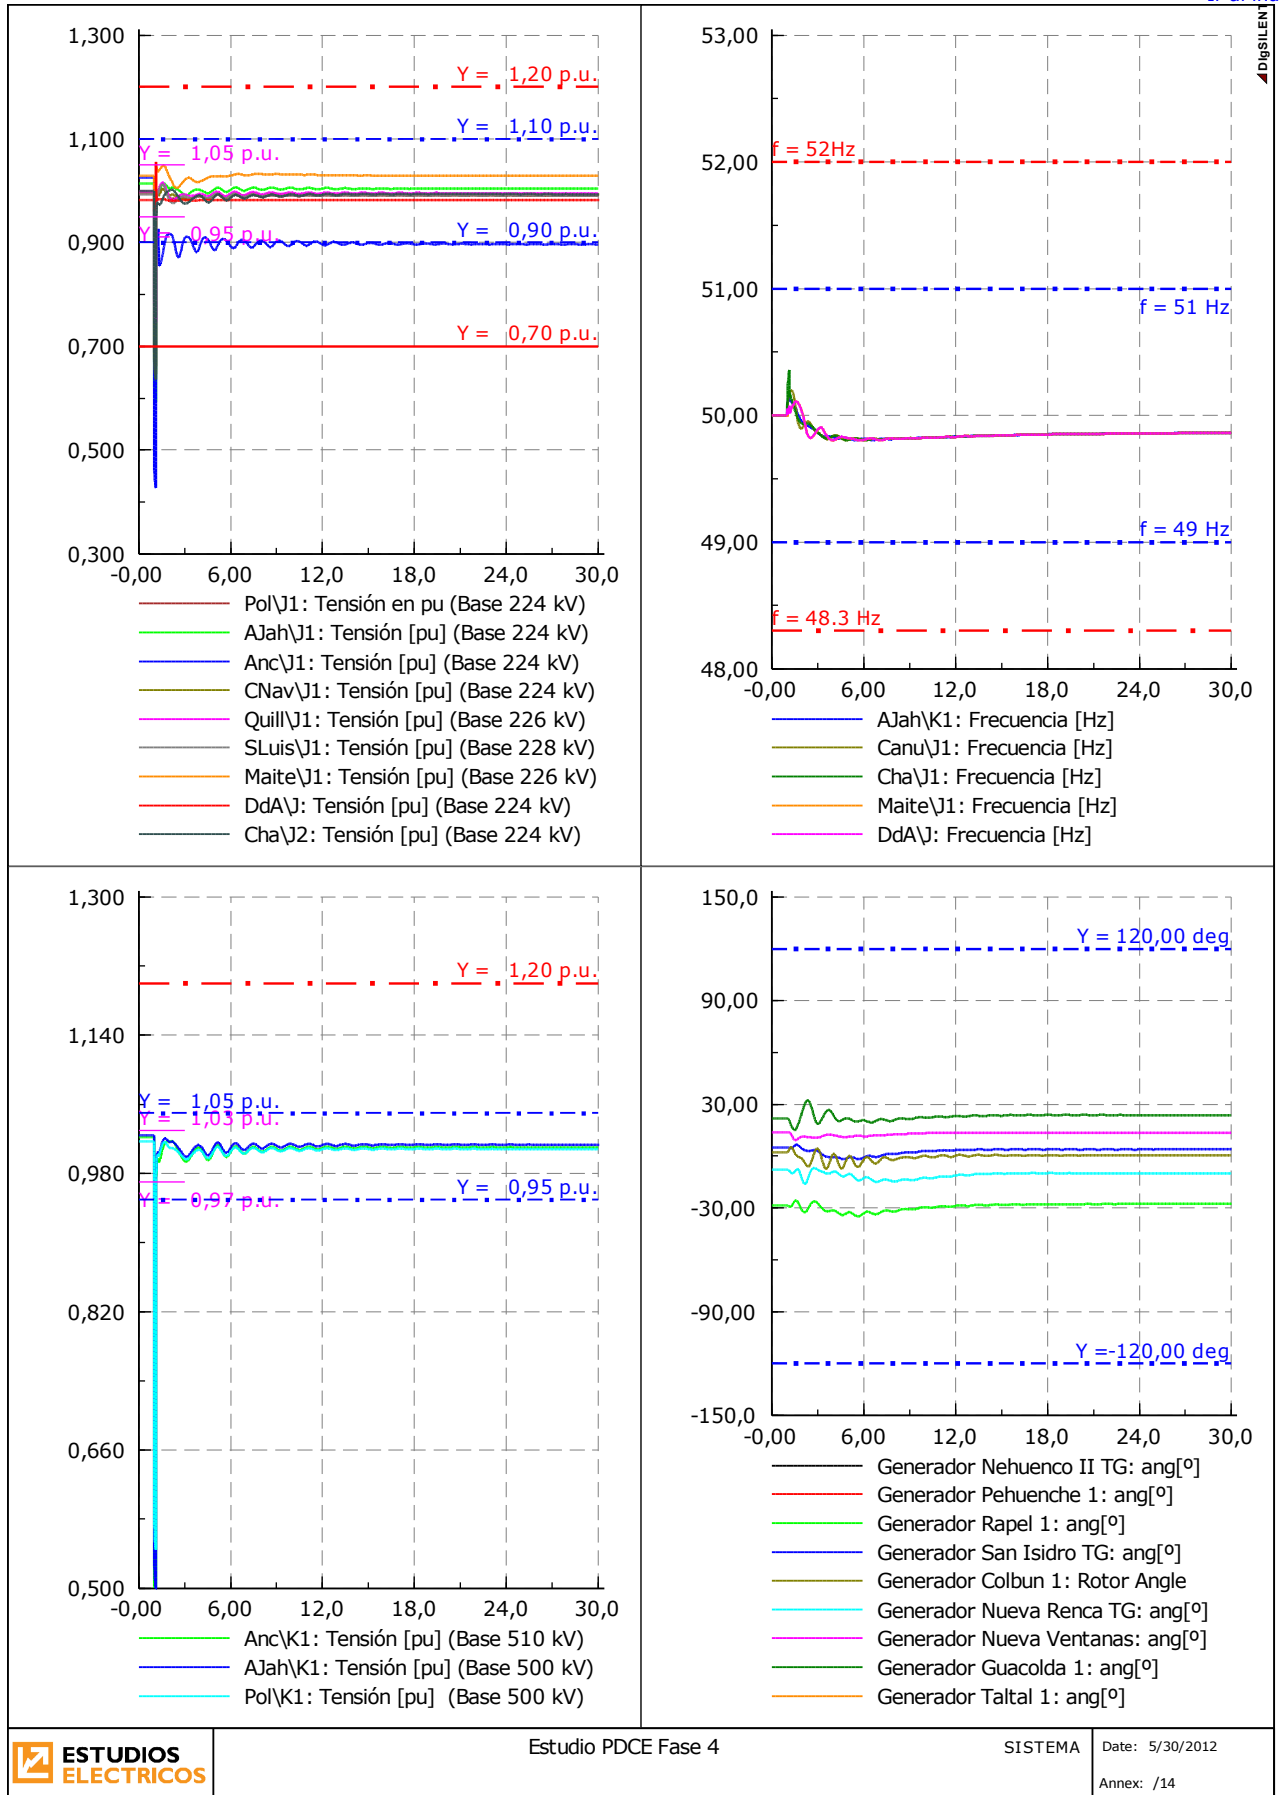 DIgSILENT
1,300
1,100
0,900
0,700
0,500
0,300
-0,00 6,00 12,0 18,0 24,0 30,0
Y = 1,20 p.u.
Y = 1,10 p.u.
Y = 1,05 p.u.
Y = 0,95 p.u.
Y = 0,90 p.u.
Y = 0,70 p.u.
Pol\J1: Tensión en pu (Base 224 kV)
AJah\J1: Tensión [pu] (Base 224 kV)
Anc\J1: Tensión [pu] (Base 224 kV)
CNav\J1: Tensión [pu] (Base 224 kV)
Quill\J1: Tensión [pu] (Base 226 kV)
SLuis\J1: Tensión [pu] (Base 228 kV)
Maite\J1: Tensión [pu] (Base 226 kV)
DdA\J: Tensión [pu] (Base 224 kV)
Cha\J2: Tensión [pu] (Base 224 kV)
53,00
52,00
51,00
50,00
49,00
48,00
-0,00 6,00 12,0 18,0 24,0 30,0
f = 52Hz
f = 51 Hz
f = 49 Hz
f = 48.3 Hz
AJah\K1: Frecuencia [Hz]
Canu\J1: Frecuencia [Hz]
Cha\J1: Frecuencia [Hz]
Maite\J1: Frecuencia [Hz]
DdA\J: Frecuencia [Hz]
1,300
1,140
0,980
0,820
0,660
0,500
-0,00 6,00 12,0 18,0 24,0 30,0
Y = 1,20 p.u.
Y = 1,05 p.u.
Y = 1,03 p.u.
Y = 0,97 p.u.
Y = 0,95 p.u.
Anc\K1: Tensión [pu] (Base 510 kV)
AJah\K1: Tensión [pu] (Base 500 kV)
Pol\K1: Tensión [pu] (Base 500 kV)
150,0
90,00
30,00
-30,00
-90,00
-150,0
-0,00 6,00 12,0 18,0 24,0 30,0
Y = 120,00 deg
Y =-120,00 deg
Generador Nehuenco II TG: ang[º]
Generador Pehuenche 1: ang[º]
Generador Rapel 1: ang[º]
Generador San Isidro TG: ang[º]
Generador Colbun 1: Rotor Angle
Generador Nueva Renca TG: ang[º]
Generador Nueva Ventanas: ang[º]
Generador Guacolda 1: ang[º]
Generador Taltal 1: ang[º]
ESTUDIOS
ELECTRICOS
Estudio PDCE Fase 4
SISTEMA
Date: 5/30/2012
Annex: /14